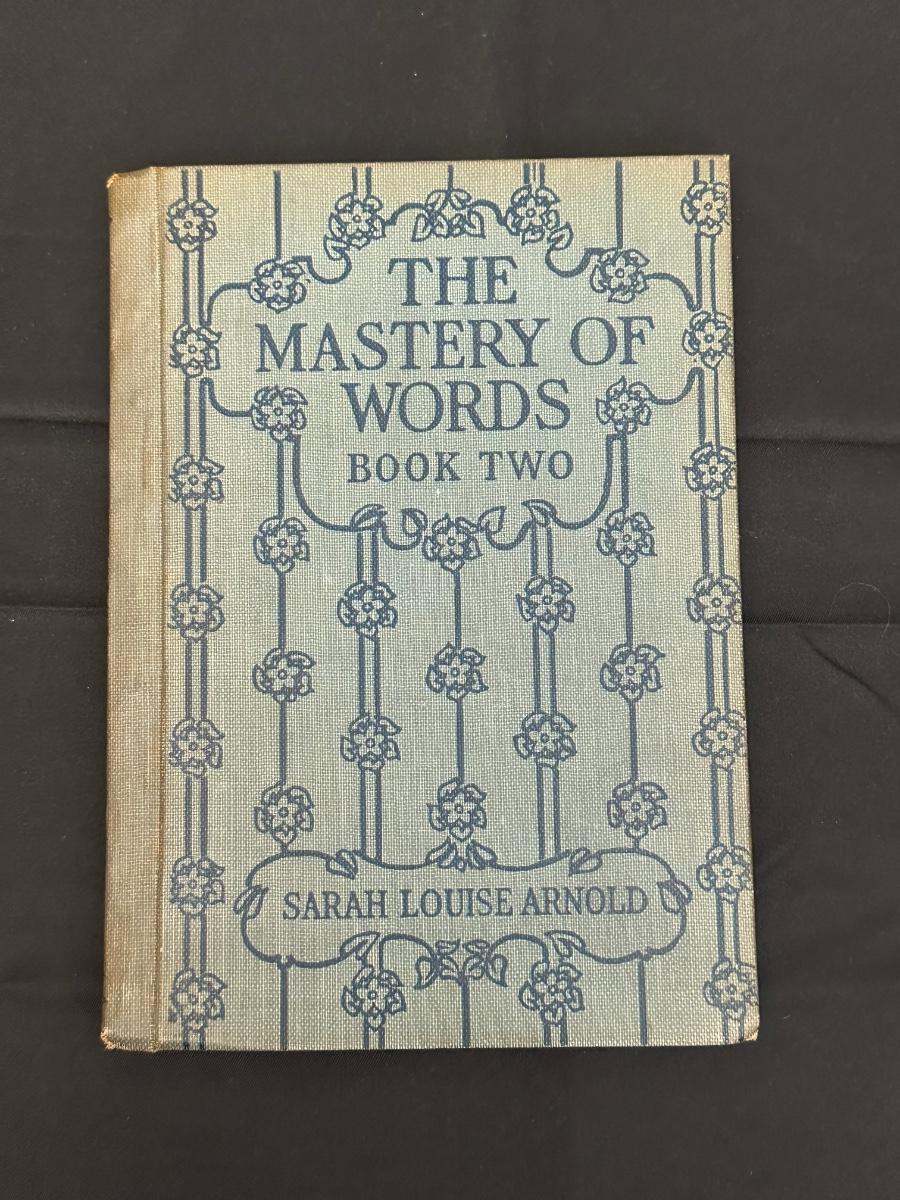 THE
MASTERY OF
WORDS
BOOK TWO
SARAH LOUISE ARNOLD